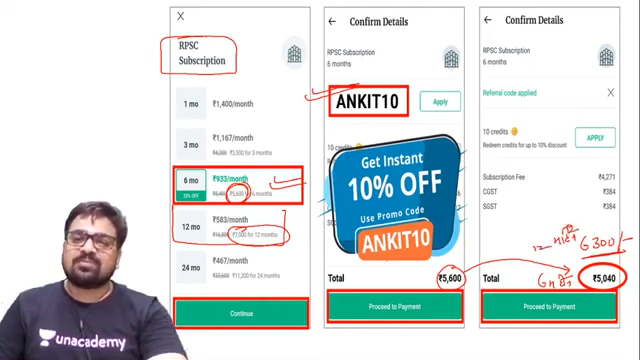 X
RPSC
Subscription
1 mo
₹1,400/month
3 mo
₹1,167/month
₹3,500 for 3 months
6 mo
33% OFF
₹933/month
₹5,600 for 6 months
12 mo
₹583/month
₹7,000 for 12 months
24 mo
₹467/month
₹11,200 for 24 months
Continue
unacademy
← Confirm Details
RPSC Subscription
6 months
ANKIT10
Apply
10 credits
Get Instant
10% OFF
Use Promo Code
ANKIT10
Total
₹5,600
Proceed to Payment
← Confirm Details
RPSC Subscription
6 months
Referral code applied
X
10 credits
Redeem credits for up to 10% discount
APPLY
Subscription Fee
₹4,271
CGST
₹384
SGST
₹384
6300/-
Total
₹5,040
Proceed to Payment